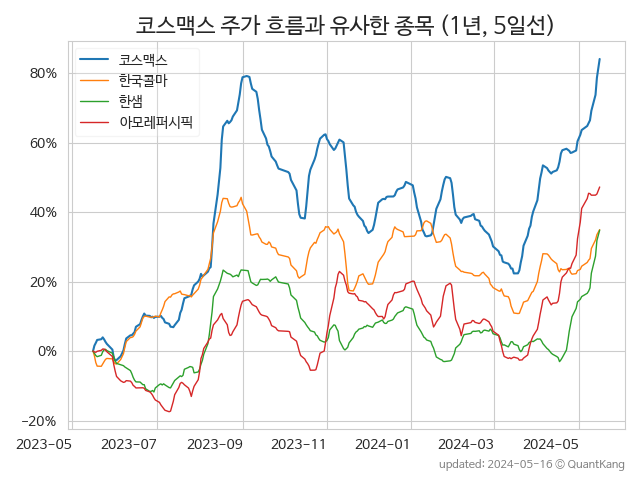 코스맥스 주가 흐름과 유사한 종목 (1년, 5일선)
코스맥스
한국콜마
한샘
아모레퍼시픽
80%
60%
40%
20%
0%
−20%
2023-05 2023-07 2023-09 2023-11 2024-01 2024-03 2024-05
updated: 2024-05-16 © QuantKang